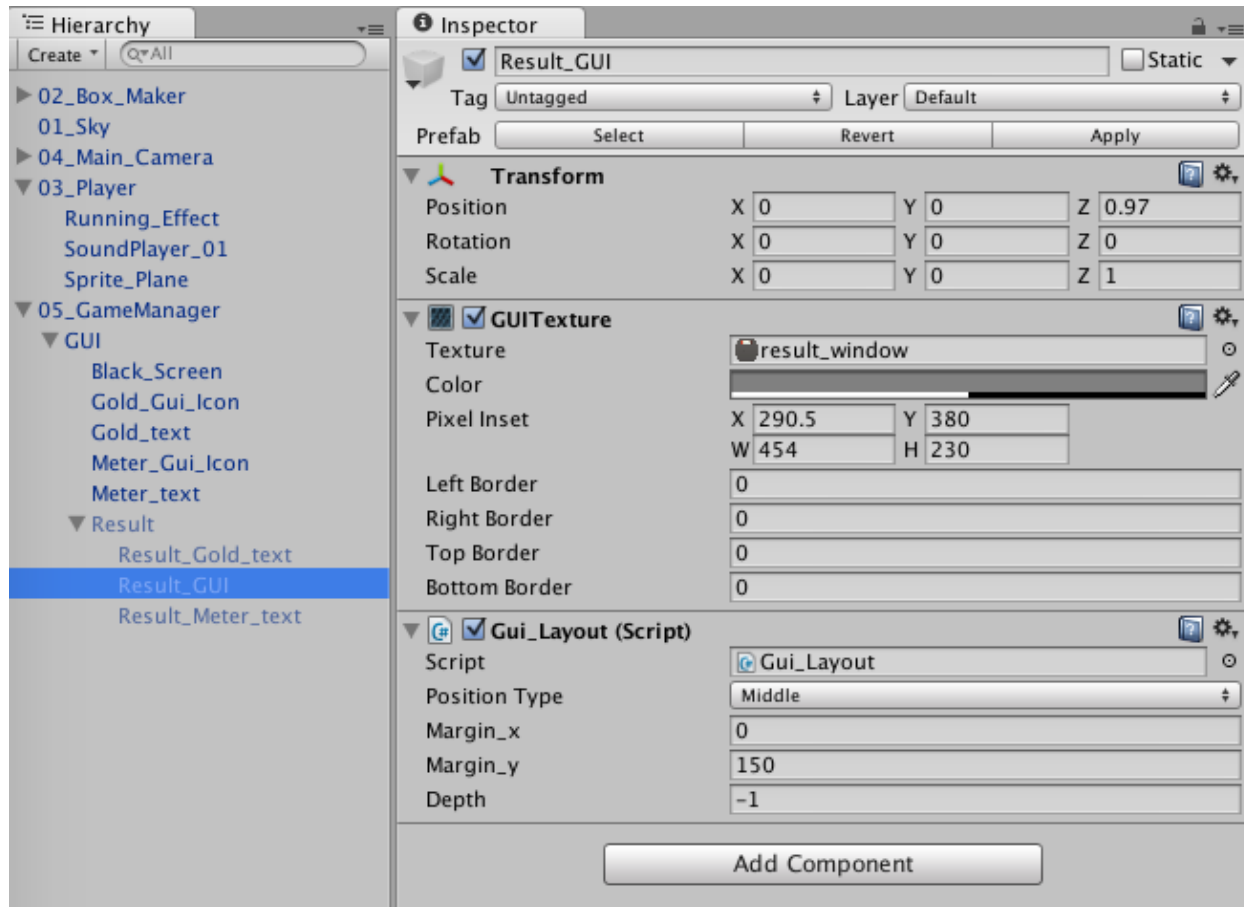 Hierarchy
Create
All
02_Box_Maker
01_Sky
04_Main_Camera
03_Player
Running_Effect
SoundPlayer_01
Sprite_Plane
05_GameManager
GUI
Black_Screen
Gold_Gui_Icon
Gold_text
Meter_Gui_Icon
Meter_text
Result
Result_Gold_text
Result_GUI
Result_Meter_text
Inspector
Result_GUI Static
Tag Untagged Layer Default
Prefab Select Revert Apply
Transform
Position X 0 Y 0 Z 0.97
Rotation X 0 Y 0 Z 0
Scale X 0 Y 0 Z 1
GUITexture
Texture result_window
Color
Pixel Inset X 290.5 Y 380
W 454 H 230
Left Border 0
Right Border 0
Top Border 0
Bottom Border 0
Gui_Layout (Script)
Script Gui_Layout
Position Type Middle
Margin_x 0
Margin_y 150
Depth -1
Add Component